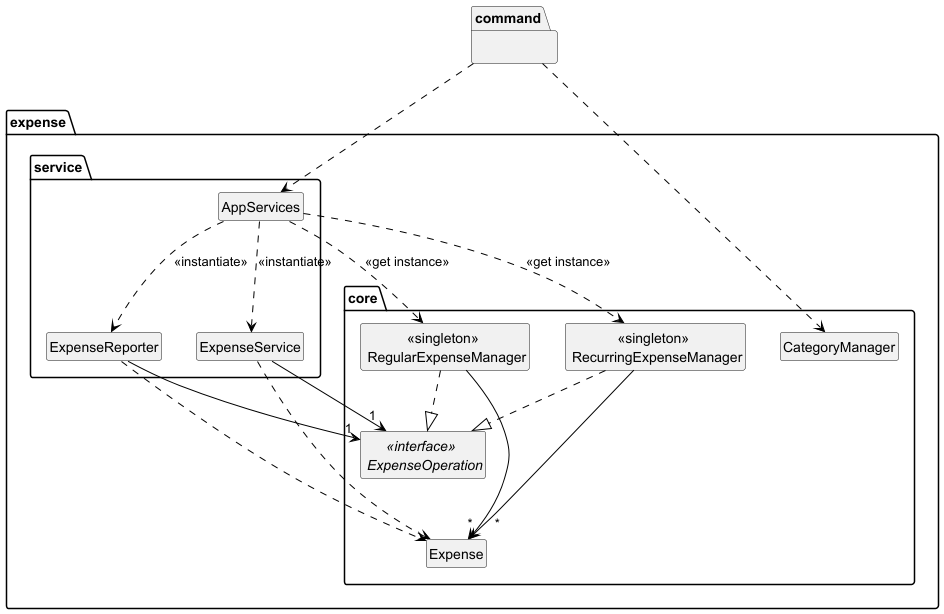 command
expense
service
AppServices
«instantiate»
«instantiate»
«get instance»
«get instance»
core
ExpenseReporter
ExpenseService
«singleton»
RegularExpenseManager
«singleton»
RecurringExpenseManager
CategoryManager
1
1
«interface»
ExpenseOperation
*
*
Expense